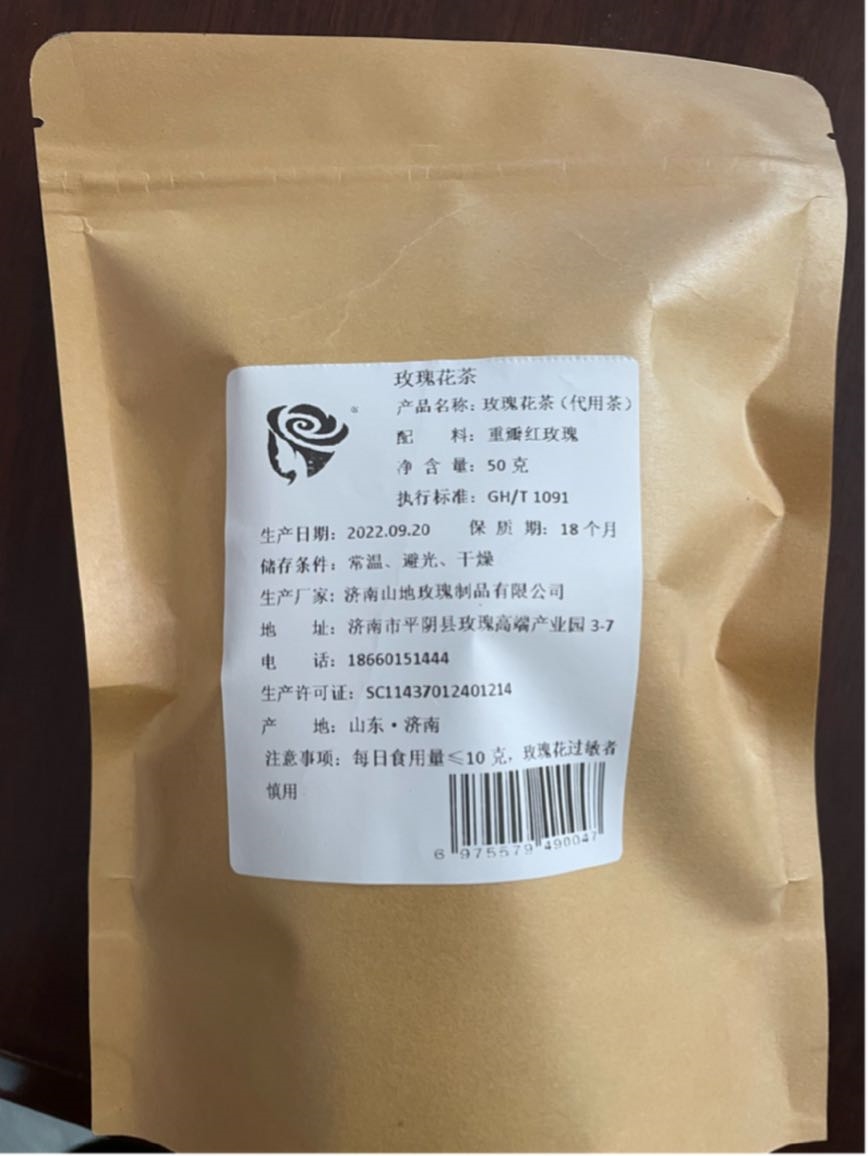 玫瑰花茶
产品名称：玫瑰花茶（代用茶）
配 料：重瓣红玫瑰
净 含 量：50 克
执行标准：GH/T 1091
生产日期：2022.09.20 保 质 期：18 个月
储存条件：常温、避光、干燥
生产厂家：济南山地玫瑰制品有限公司
地 址：济南市平阴县玫瑰高端产业园 3-7
电 话：18660151444
生产许可证：SC11437012401214
产 地：山东·济南
注意事项：每日食用量≤10 克，玫瑰花过敏者
慎用
6 975579 490047